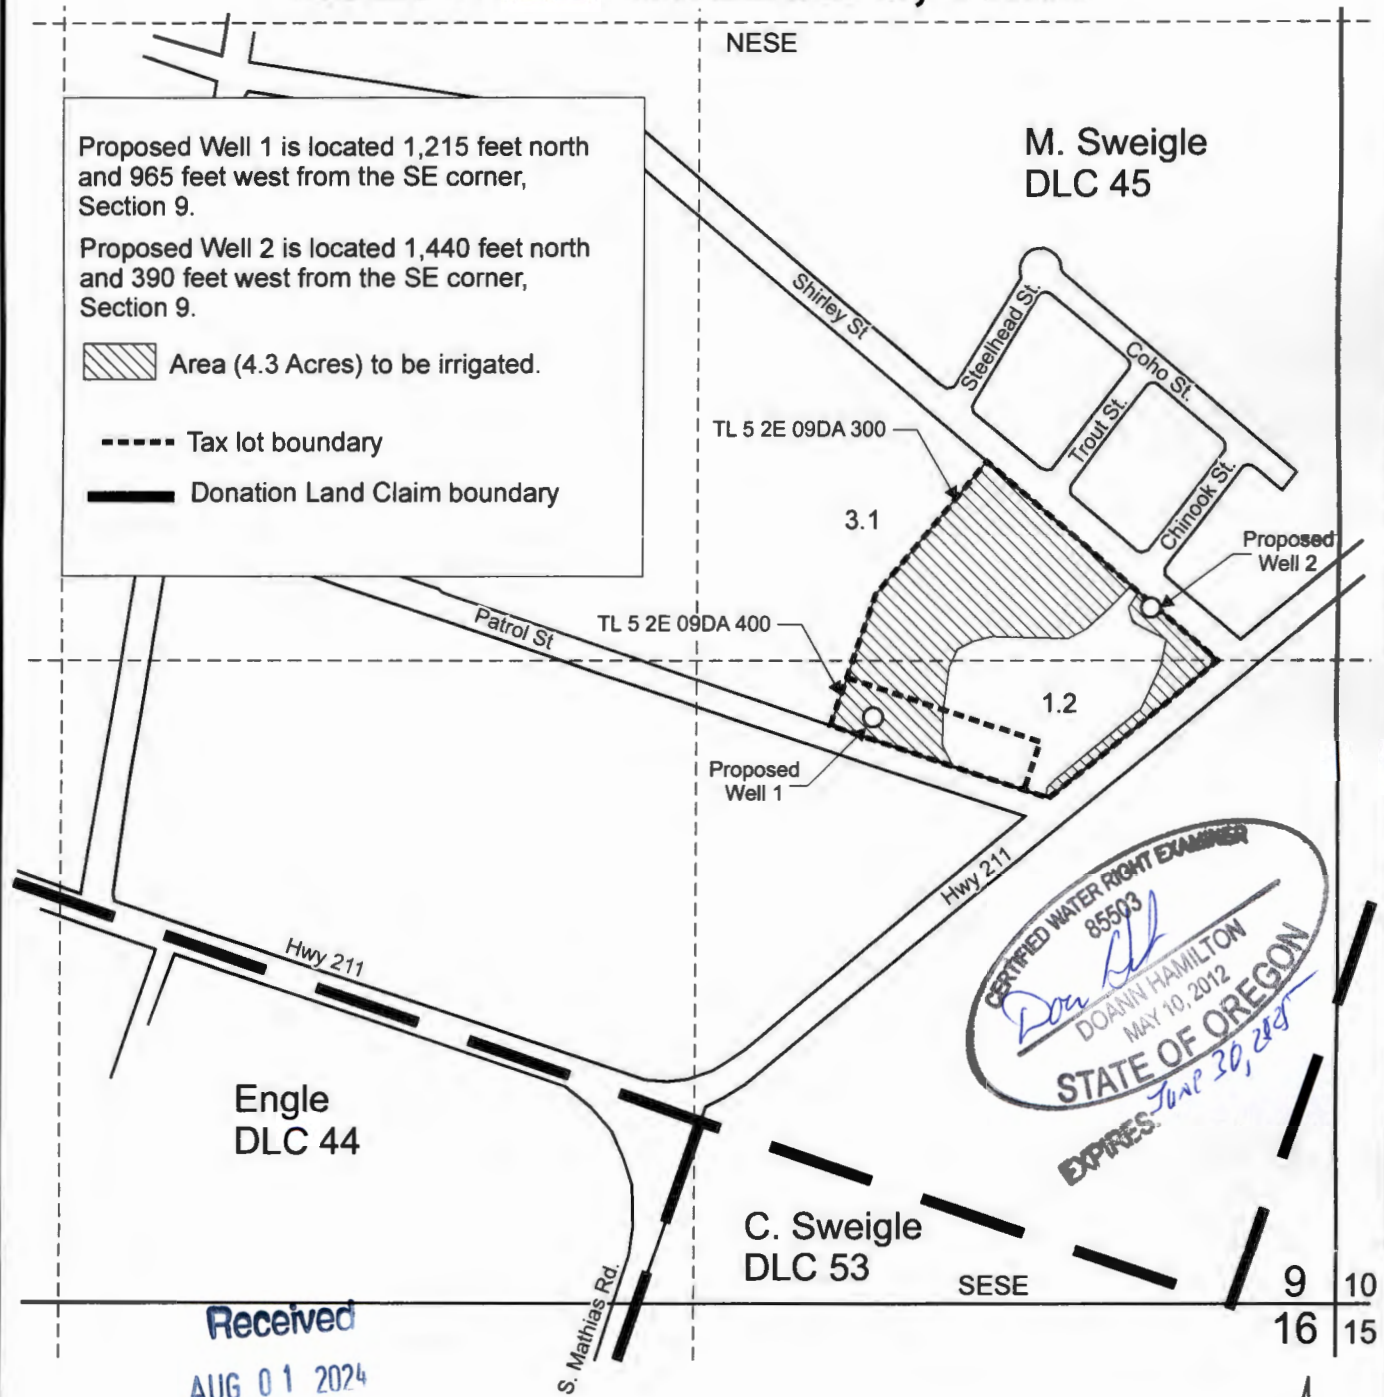 NESE
M. Sweigle
DLC 45
Proposed Well 1 is located 1,215 feet north
and 965 feet west from the SE corner,
Section 9.
Proposed Well 2 is located 1,440 feet north
and 390 feet west from the SE corner,
Section 9.
Area (4.3 Acres) to be irrigated.
Tax lot boundary
Donation Land Claim boundary
Shirley St
Steelhead St.
Coho St.
Trout St.
Chinook St.
TL 5 2E 09DA 300
3.1
Proposed
Well 2
Patrol St
TL 5 2E 09DA 400
1.2
Proposed
Well 1
Hwy 211
CERTIFIED WATER RIGHT EXAMINER
85503
DOANN HAMILTON
MAY 10, 2012
STATE OF OREGON
EXPIRES June 30, 2025
Hwy 211
Engle
DLC 44
C. Sweigle
DLC 53
SESE
S. Mathias Rd.
9 10
16 15
Received
AUG 01 2024